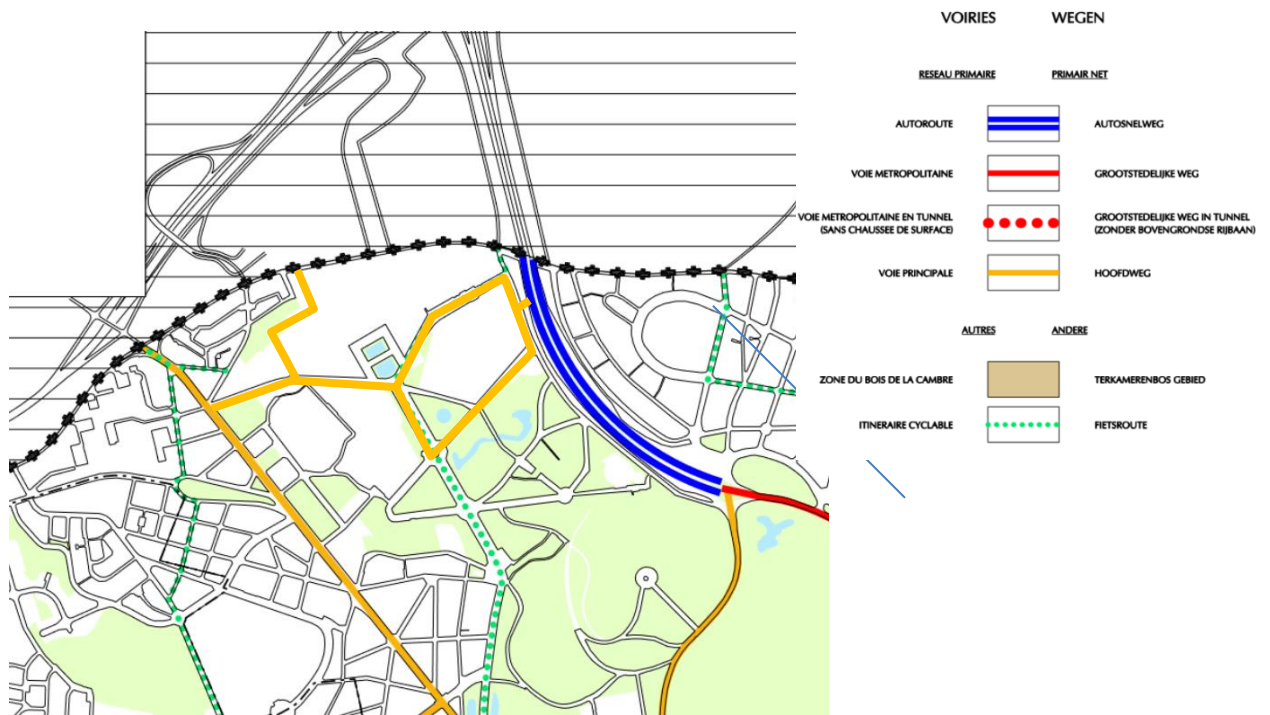 VOIRIES WEGEN
RESEAU PRIMAIRE PRIMAIR NET
AUTOROUTE AUTOSNELWEG
VOIE METROPOLITAINE GROOTSTEDELIJKE WEG
VOIE METROPOLITAINE EN TUNNEL GROOTSTEDELIJKE WEG IN TUNNEL
(SANS CHAUSSEE DE SURFACE) (ZONDER BOVENGRONDSE RIJBAAN)
VOIE PRINCIPALE HOOFDWEG
AUTRES ANDERE
ZONE DU BOIS DE LA CAMBRE TERKAMERENBOS GEBIED
ITINERAIRE CYCLABLE FIETSROUTE